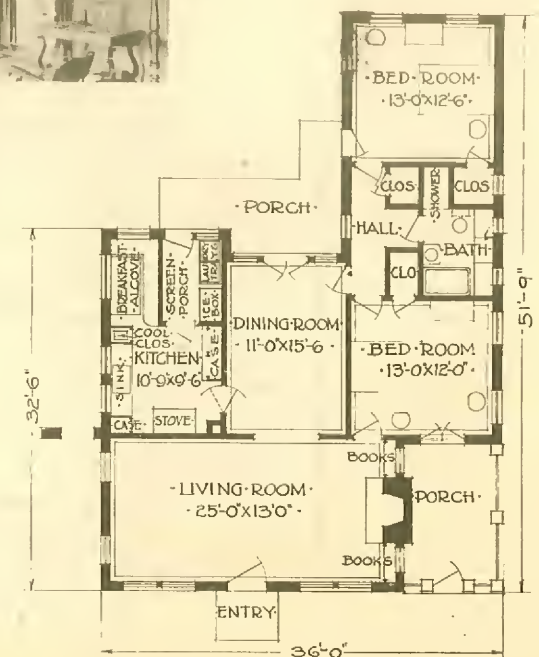 BED ROOM
13'-0"X12'-6"
CLOS
SHOWER
CLOS
PORCH
HALL
BATH
BREAKFAST
ALCOVE
SCREEN
PORCH
LAUNDRY
TRAYS
ICE
BOX
CLO
51'-9"
DINING·ROOM
11'-0"X15'-6
COOL
CLOS
KITCHEN
10'-9"X9'-6"
CASE
SINK
BED ROOM
13'-0"X12'-0"
32'-6"
CASE
STOVE
BOOKS
·LIVING·ROOM·
·25'-0"X13'0"·
PORCH·
BOOKS
ENTRY
36'-0"